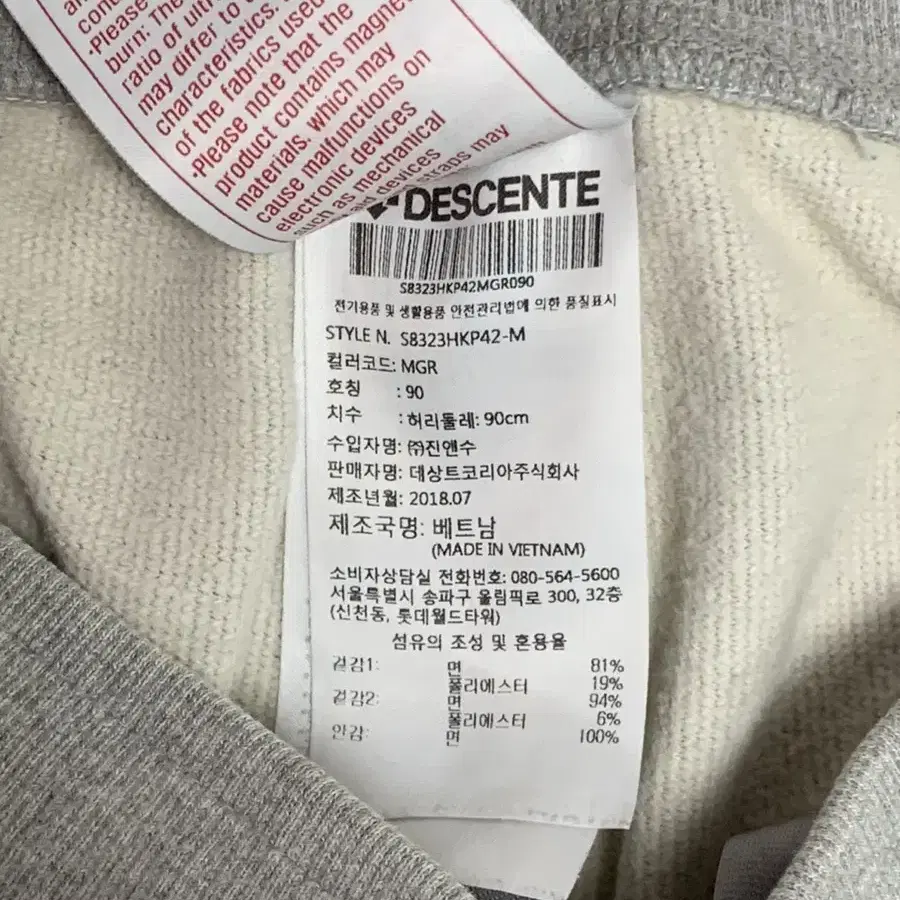 ·Please
burn. The
ratio of ultra
may differ to
characteristics.
of the fabrics used
·Please note that the
product contains magne
materials, which may
cause malfunctions on
electronic devices
such as mechanical
devices
straps may
DESCENTE
S8323HKP42MGR090
전기용품 및 생활용품 안전관리법에 의한 품질표시
STYLE N. S8323HKP42-M
컬러코드: MGR
호칭 : 90
치수 : 허리둘레: 90cm
수입자명: ㈜진앤수
판매자명: 데상트코리아주식회사
제조년월: 2018.07
제조국명: 베트남
(MADE IN VIETNAM)
소비자상담실 전화번호: 080-564-5600
서울특별시 송파구 올림픽로 300, 32층
(신천동, 롯데월드타워)
섬유의 조성 및 혼용율
겉감1: 면 81%
폴리에스터 19%
겉감2: 면 94%
폴리에스터 6%
안감: 면 100%